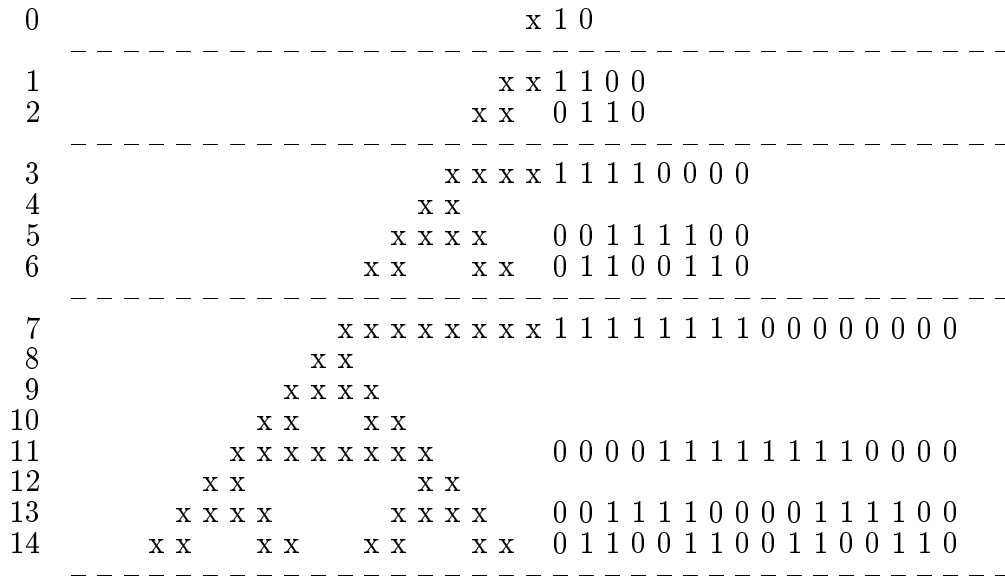 0 x 1 0
1 x x 1 1 0 0
2 x x 0 1 1 0
3 x x x x 1 1 1 1 0 0 0 0
4 x x
5 x x x x 0 0 1 1 1 1 0 0
6 x x x x 0 1 1 0 0 1 1 0
7 x x x x x x x x 1 1 1 1 1 1 1 1 0 0 0 0 0 0 0 0
8 x x
9 x x x x
10 x x x x
11 x x x x x x x x 0 0 0 0 1 1 1 1 1 1 1 1 0 0 0 0
12 x x x x
13 x x x x x x x x 0 0 1 1 1 1 0 0 0 0 1 1 1 1 0 0
14 x x x x x x x x 0 1 1 0 0 1 1 0 0 1 1 0 0 1 1 0